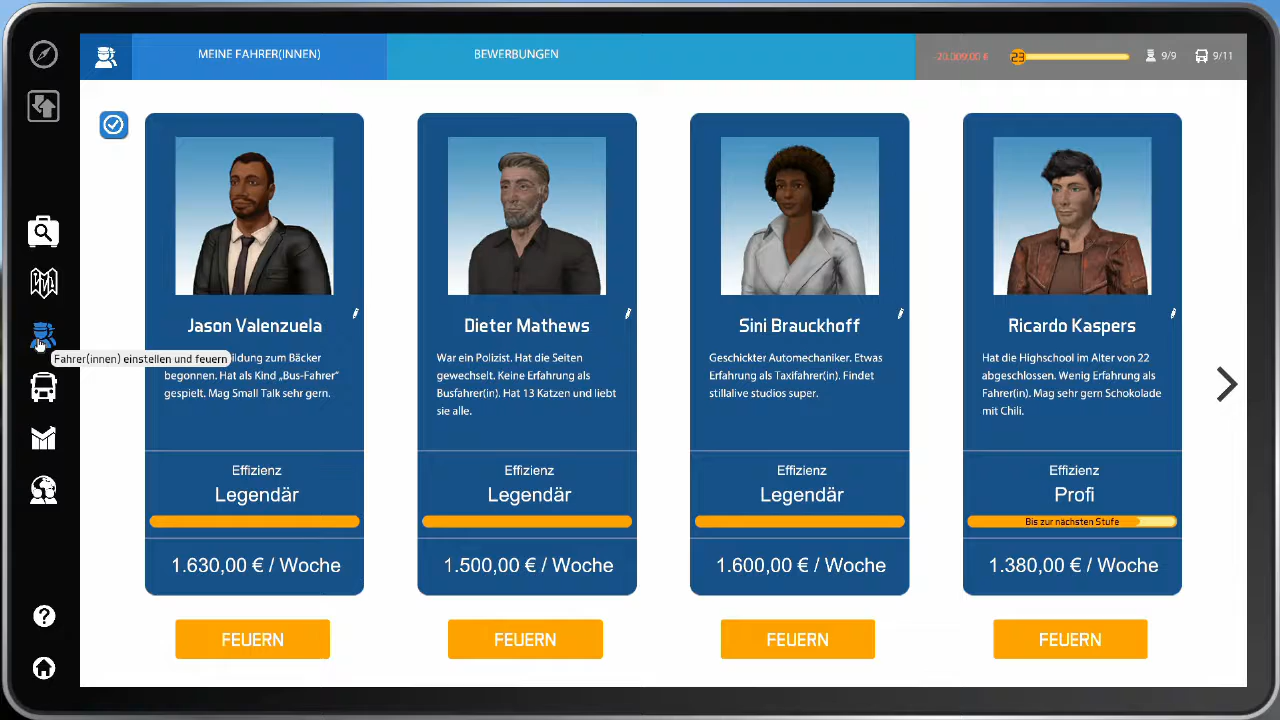 MEINE FAHRER(INNEN)
BEWERBUNGEN
-20.009,00 €
23
9/9
9/11
Jason Valenzuela
ildung zum Bäcker
begonnen. Hat als Kind „Bus-Fahrer“
gespielt. Mag Small Talk sehr gern.
Effizienz
Legendär
1.630,00 € / Woche
FEUERN
Dieter Mathews
War ein Polizist. Hat die Seiten
gewechselt. Keine Erfahrung als
Busfahrer(in). Hat 13 Katzen und liebt
sie alle.
Effizienz
Legendär
1.500,00 € / Woche
FEUERN
Sini Brauckhoff
Geschickter Automechaniker. Etwas
Erfahrung als Taxifahrer(in). Findet
stillalive studios super.
Effizienz
Legendär
1.600,00 € / Woche
FEUERN
Ricardo Kaspers
Hat die Highschool im Alter von 22
abgeschlossen. Wenig Erfahrung als
Fahrer(in). Mag sehr gern Schokolade
mit Chili.
Effizienz
Profi
Bis zur nächsten Stufe
1.380,00 € / Woche
FEUERN
Fahrer(innen) einstellen und feuern